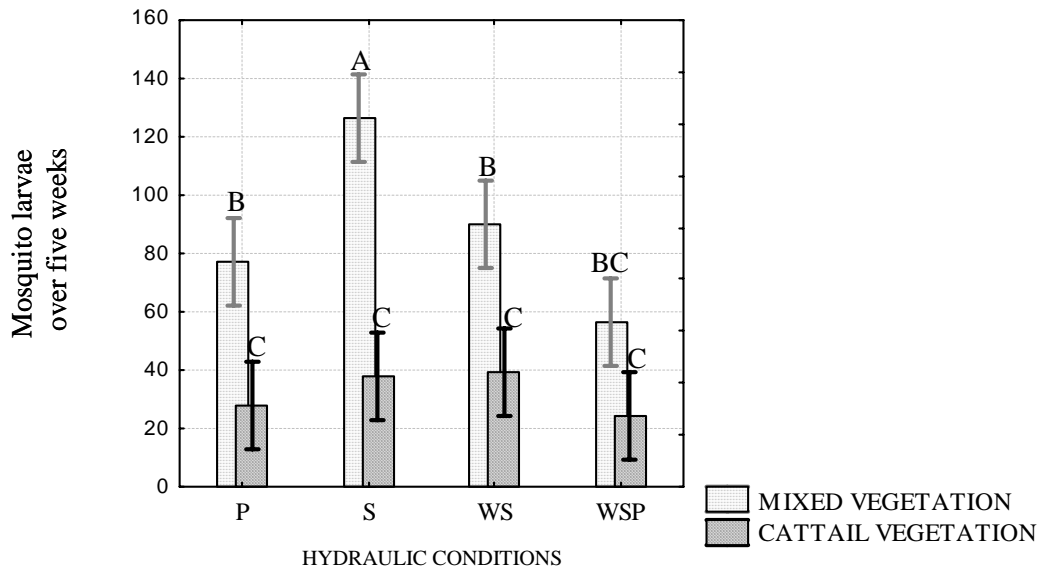 160
140
120
100
80
60
40
20
0
Mosquito larvae
over five weeks
B
C
A
C
B
C
BC
C
P S WS WSP
HYDRAULIC CONDITIONS
MIXED VEGETATION
CATTAIL VEGETATION